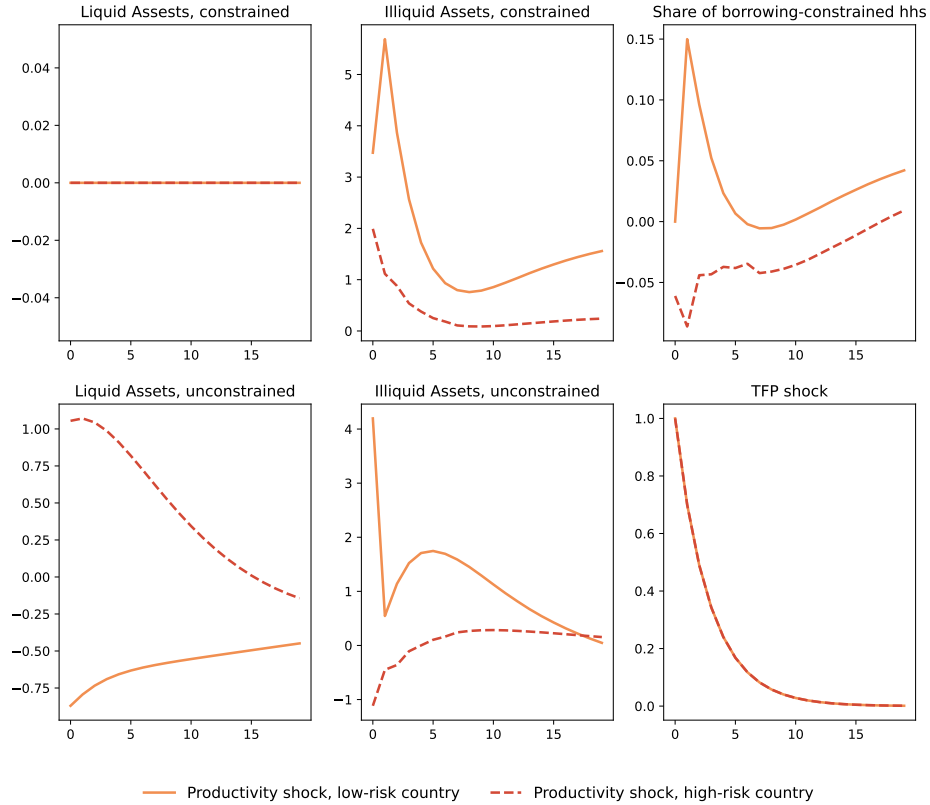 Liquid Assests, constrained
Illiquid Assets, constrained
Share of borrowing-constrained hhs
0.04
0.02
0.00
−0.02
−0.04
0 5 10 15
5
4
3
2
1
0
0 5 10 15
0.15
0.10
0.05
0.00
−0.05
0 5 10 15
Liquid Assets, unconstrained
Illiquid Assets, unconstrained
TFP shock
1.00
0.75
0.50
0.25
0.00
−0.25
−0.50
−0.75
0 5 10 15
4
3
2
1
0
−1
0 5 10 15
1.0
0.8
0.6
0.4
0.2
0.0
0 5 10 15
Productivity shock, low-risk country
Productivity shock, high-risk country